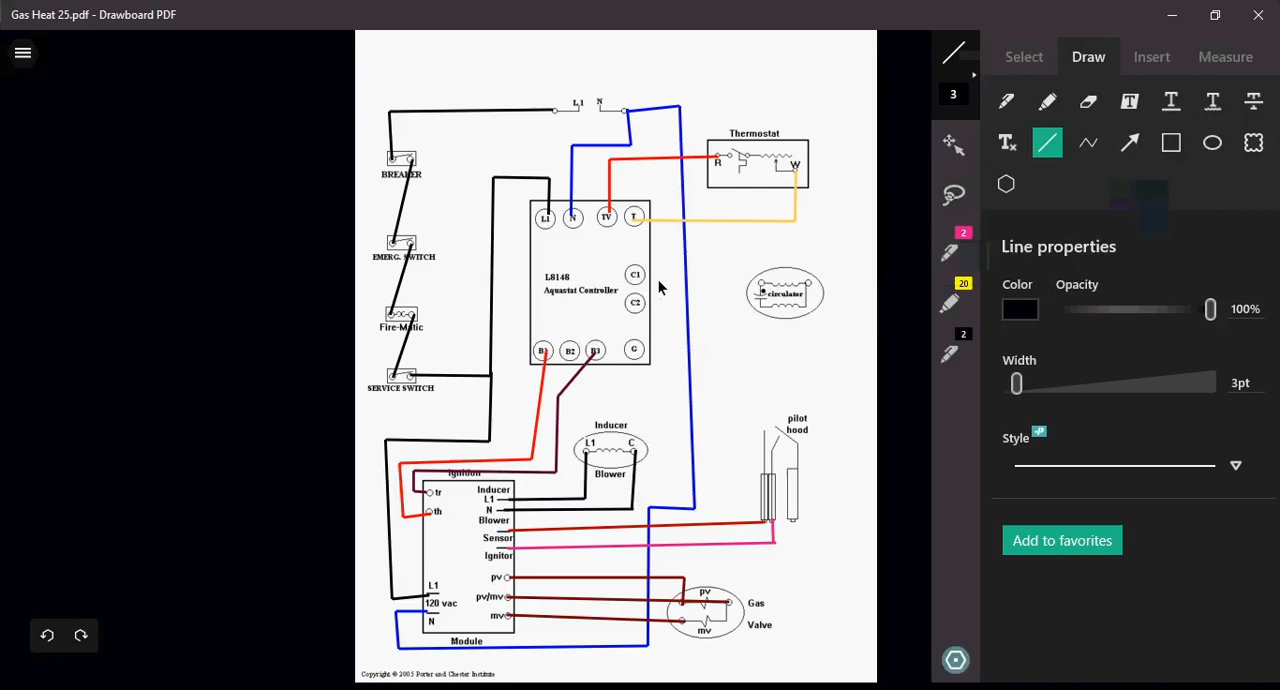 Gas Heat 25.pdf - Drawboard PDF
Select Draw Insert Measure
3
2
20
2
Line properties
Color Opacity
100%
Width
3pt
Style
Add to favorites
L1 N
BREAKER
EMERG. SWITCH
Fire-Matic
SERVICE SWITCH
Thermostat
R W
L1 N TV T
L8148
Aquastat Controller
C1
C2
B1 B2 B3 G
circulator
Inducer
L1 C
Blower
pilot
hood
Ignition
tr
th
Inducer
L1
N
Blower
Sensor
Ignitor
pv
pv/mv
mv
L1
120 vac
N
Module
pv
mv
Gas
Valve
Copyright © 2005 Porter and Chester Institute